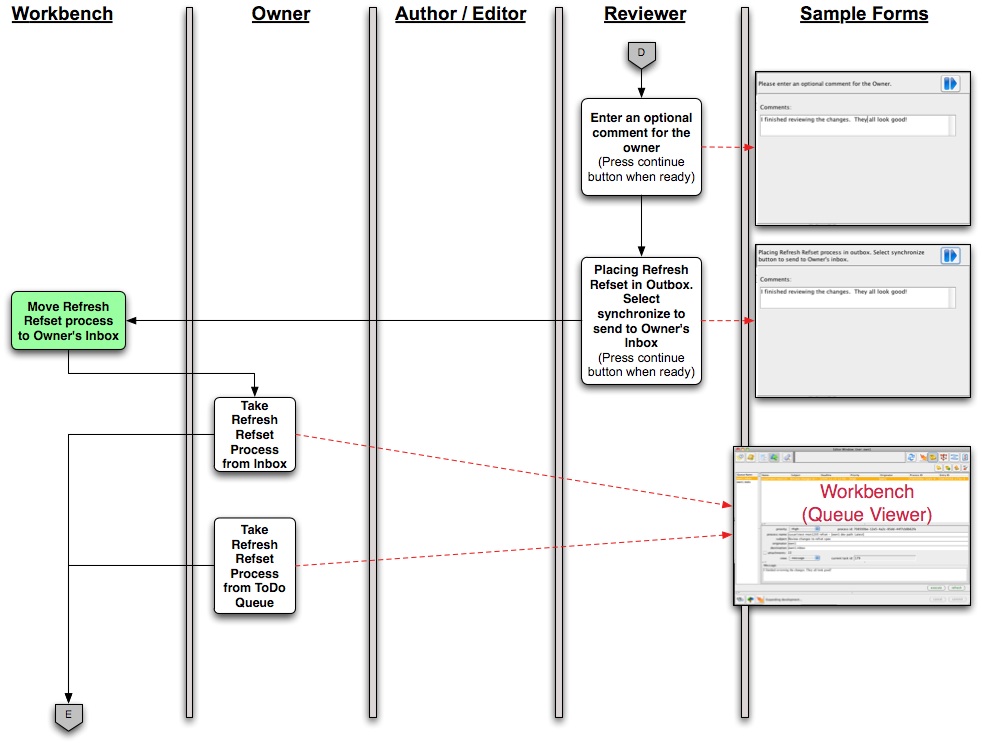 Workbench
Owner
Author / Editor
Reviewer
Sample Forms
D
Enter an optional
comment for the
owner
(Press continue
button when ready)
Please enter an optional comment for the Owner.
Comments:
I finished reviewing the changes.  They all look good!
Placing Refresh
Refset in Outbox.
Select
synchronize to
send to Owner's
Inbox
(Press continue
button when ready)
Placing Refresh Refset process in outbox. Select synchronize
button to send to Owner's inbox.
Comments:
I finished reviewing the changes.  They all look good!
Move Refresh
Refset process
to Owner's Inbox
Take
Refresh
Refset
Process
from Inbox
Workbench
(Queue Viewer)
Take
Refresh
Refset
Process
from ToDo
Queue
E